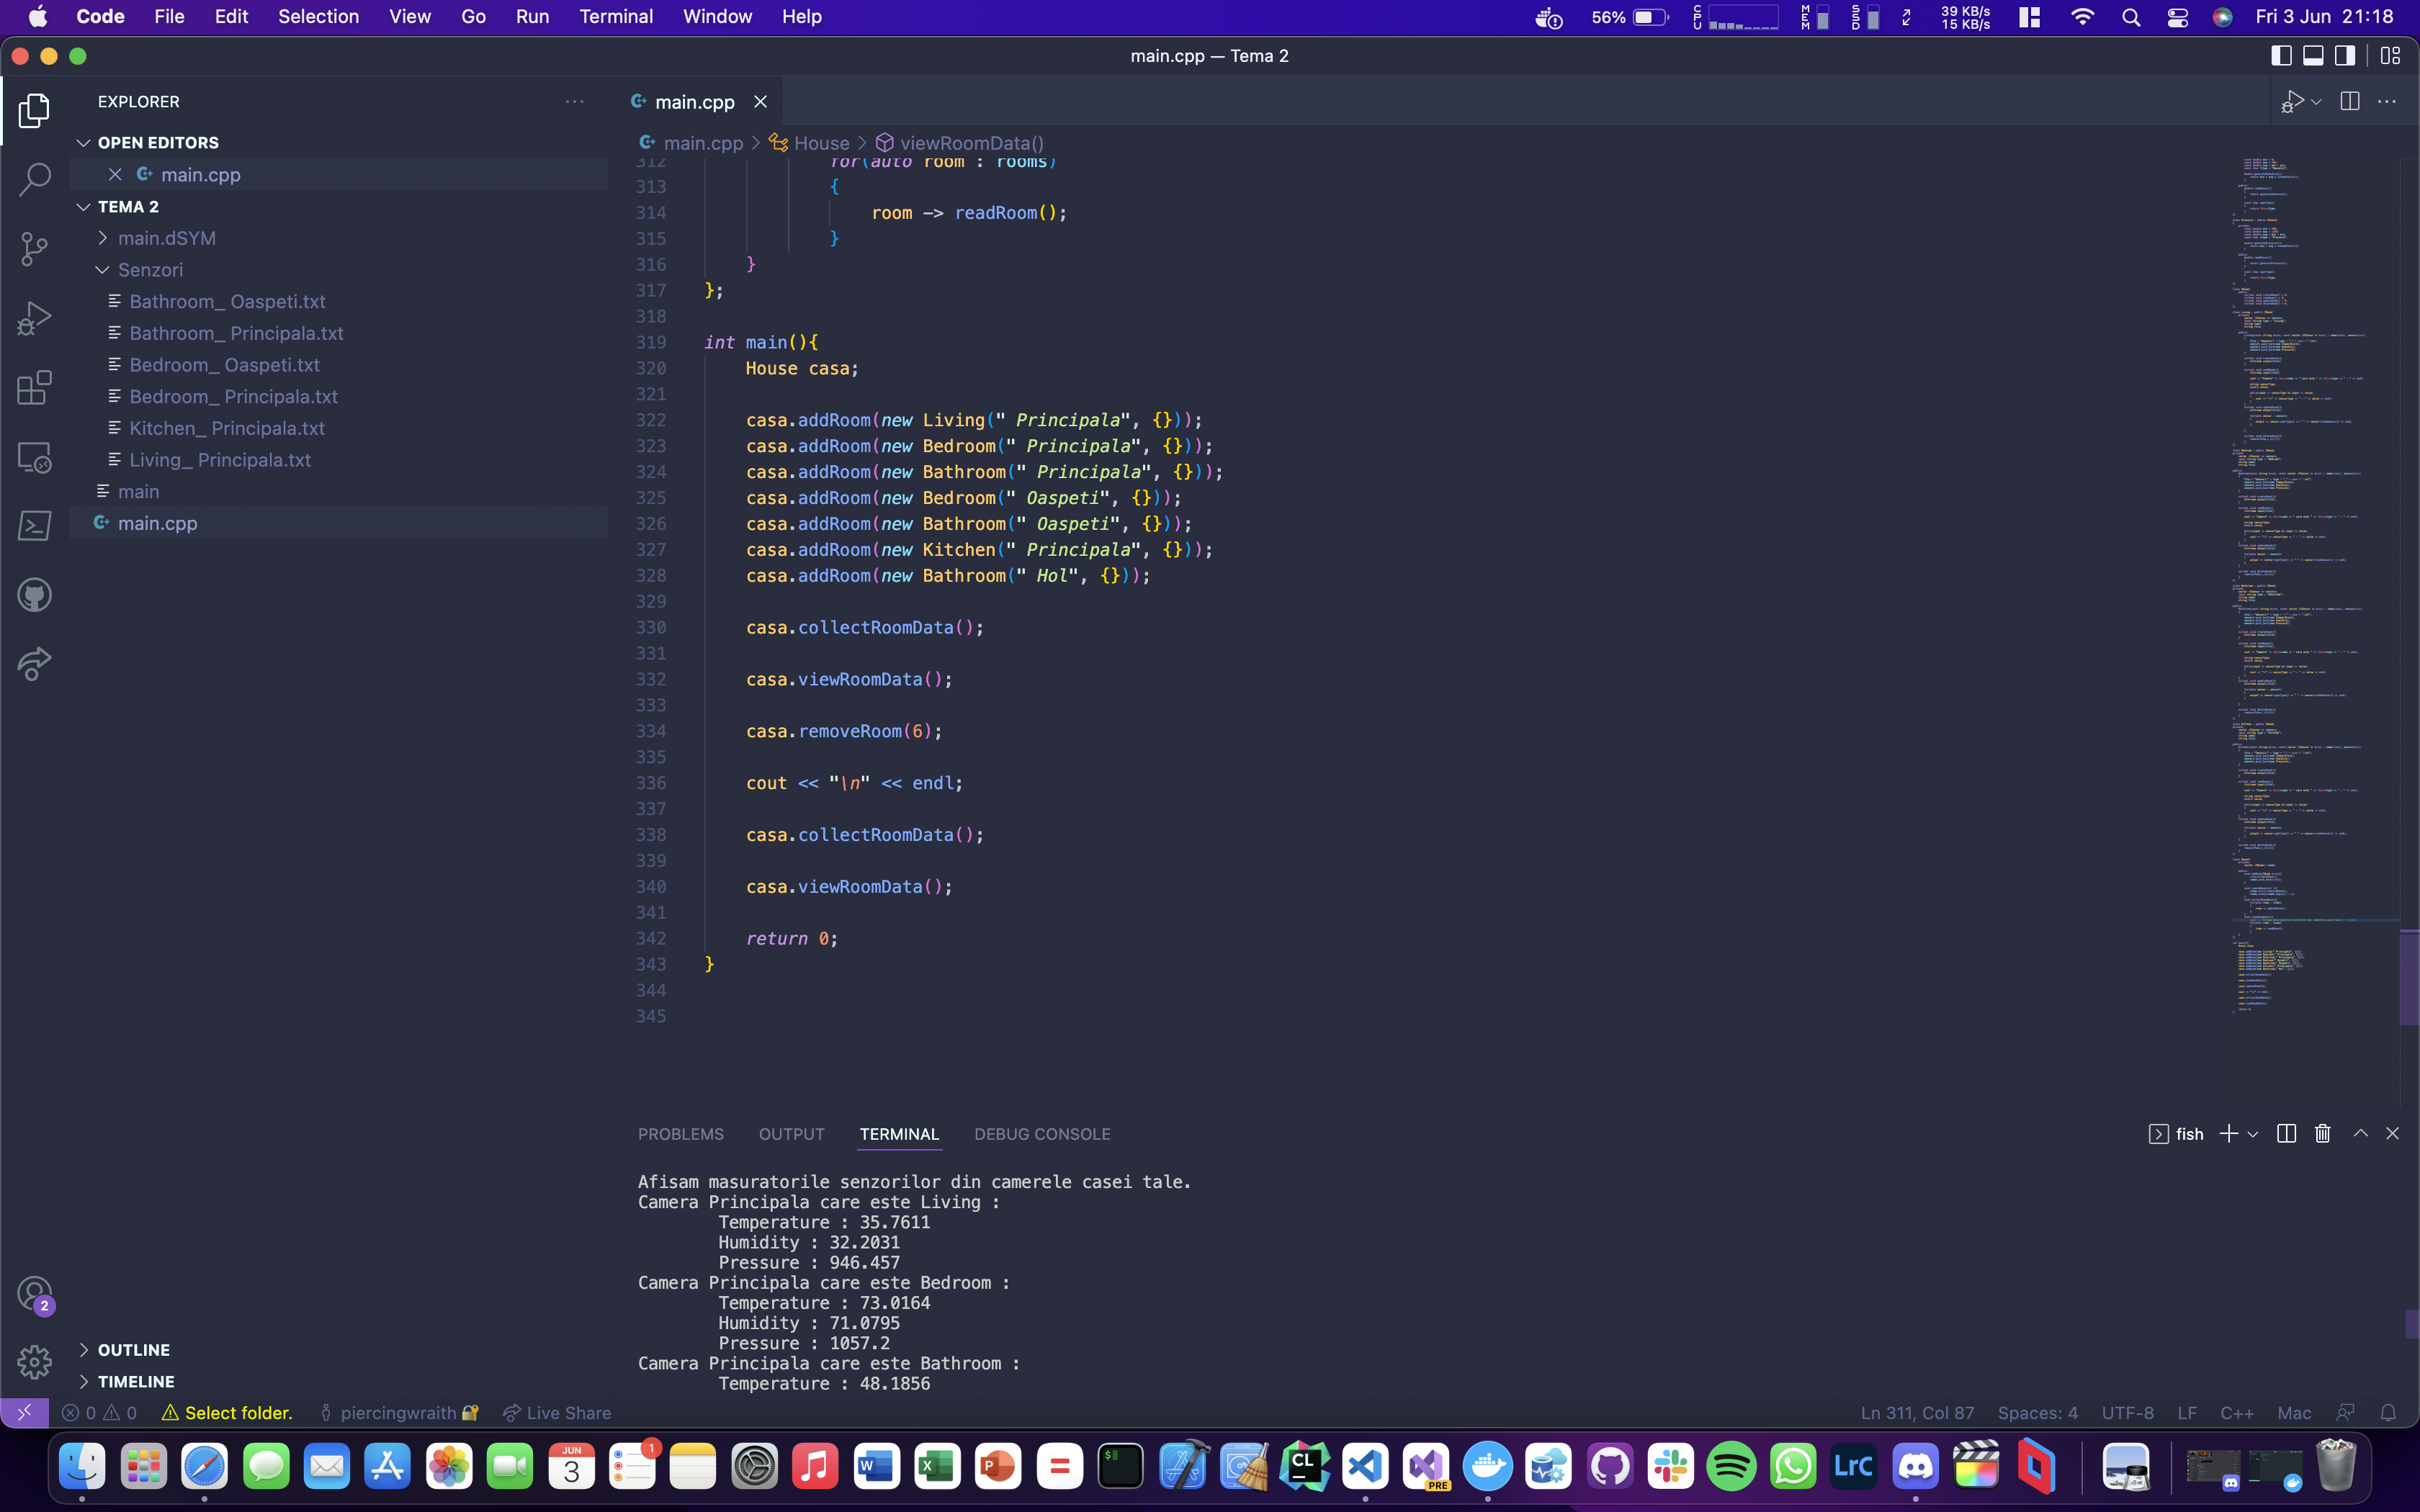 Code File Edit Selection View Go Run Terminal Window Help
56% CPU MEM SSD 39 KB/s 15 KB/s Fri 3 Jun 21:18
main.cpp — Tema 2
EXPLORER
OPEN EDITORS
main.cpp
TEMA 2
main.dSYM
Senzori
Bathroom_ Oaspeti.txt
Bathroom_ Principala.txt
Bedroom_ Oaspeti.txt
Bedroom_ Principala.txt
Kitchen_ Principala.txt
Living_ Principala.txt
main
main.cpp
OUTLINE
TIMELINE
main.cpp
main.cpp > House > viewRoomData()
312 for(auto room : rooms)
313 {
314 room -> readRoom();
315 }
316 }
317 };
318
319 int main(){
320 House casa;
321
322 casa.addRoom(new Living(" Principala", {}));
323 casa.addRoom(new Bedroom(" Principala", {}));
324 casa.addRoom(new Bathroom(" Principala", {}));
325 casa.addRoom(new Bedroom(" Oaspeti", {}));
326 casa.addRoom(new Bathroom(" Oaspeti", {}));
327 casa.addRoom(new Kitchen(" Principala", {}));
328 casa.addRoom(new Bathroom(" Hol", {}));
329
330 casa.collectRoomData();
331
332 casa.viewRoomData();
333
334 casa.removeRoom(6);
335
336 cout << "\n" << endl;
337
338 casa.collectRoomData();
339
340 casa.viewRoomData();
341
342 return 0;
343 }
344
345
PROBLEMS OUTPUT TERMINAL DEBUG CONSOLE
fish
Afisam masuratorile senzorilor din camerele casei tale.
Camera Principala care este Living :
Temperature : 35.7611
Humidity : 32.2031
Pressure : 946.457
Camera Principala care este Bedroom :
Temperature : 73.0164
Humidity : 71.0795
Pressure : 1057.2
Camera Principala care este Bathroom :
Temperature : 48.1856
2
0 0 Select folder. piercingwraith Live Share
Ln 311, Col 87 Spaces: 4 UTF-8 LF C++ Mac
JUN
3
1
W X P
$
CL
PRE
LrC